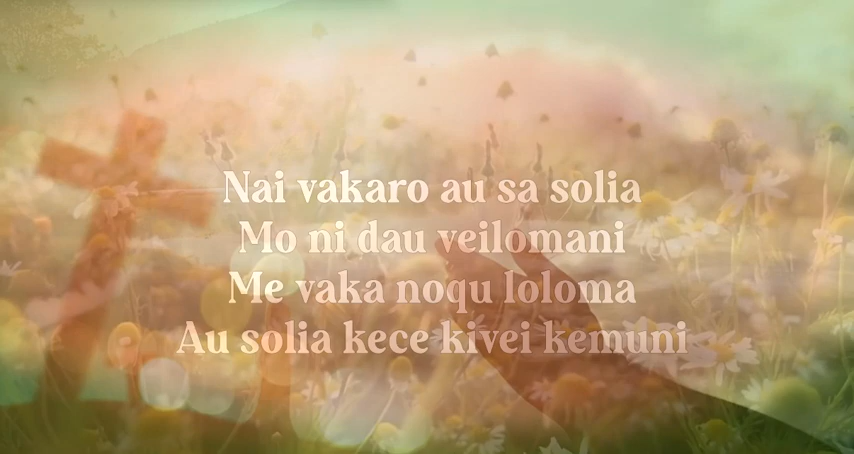 Nai vakaro au sa solia
Mo ni dau veilomani
Me vaka noqu loloma
Au solia kece kivei kemuni